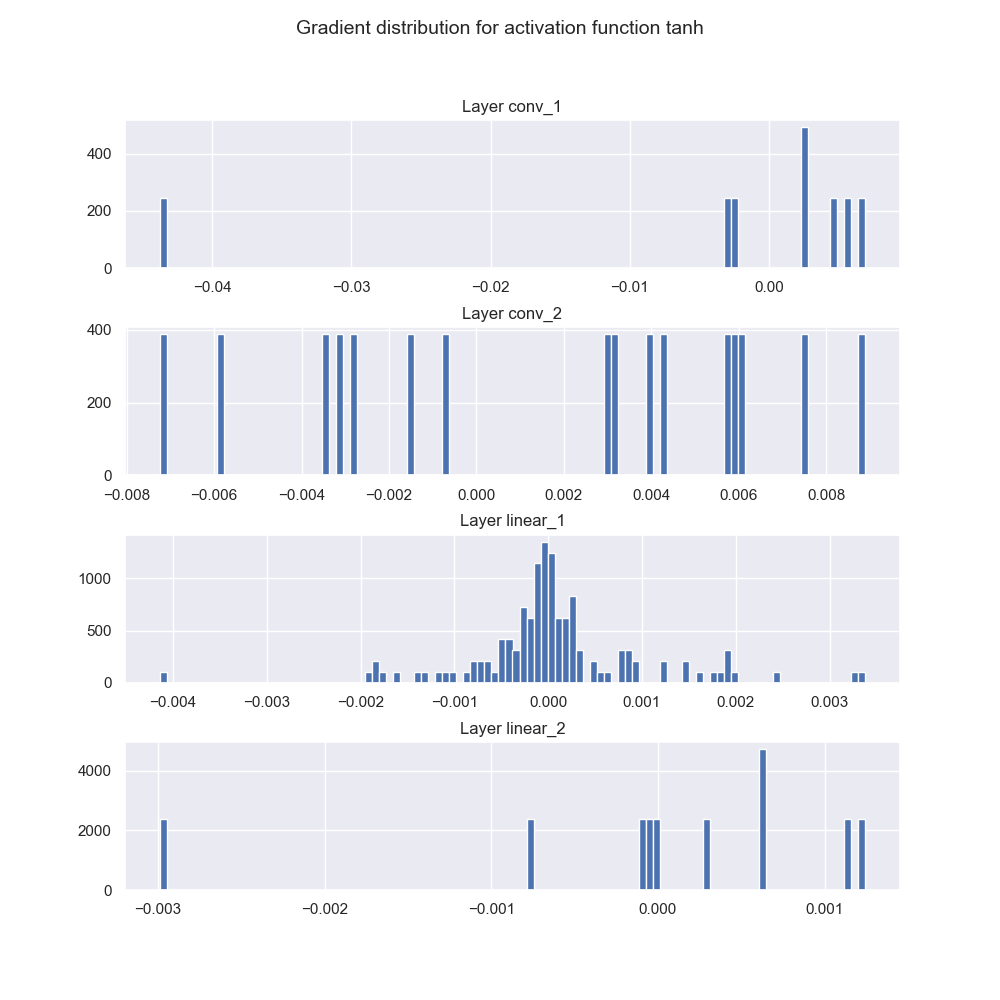 Gradient distribution for activation function tanh
Layer conv_1
400
200
0
−0.04 −0.03 −0.02 −0.01 0.00
Layer conv_2
400
200
0
−0.008 −0.006 −0.004 −0.002 0.000 0.002 0.004 0.006 0.008
Layer linear_1
1000
500
0
−0.004 −0.003 −0.002 −0.001 0.000 0.001 0.002 0.003
Layer linear_2
4000
2000
0
−0.003 −0.002 −0.001 0.000 0.001